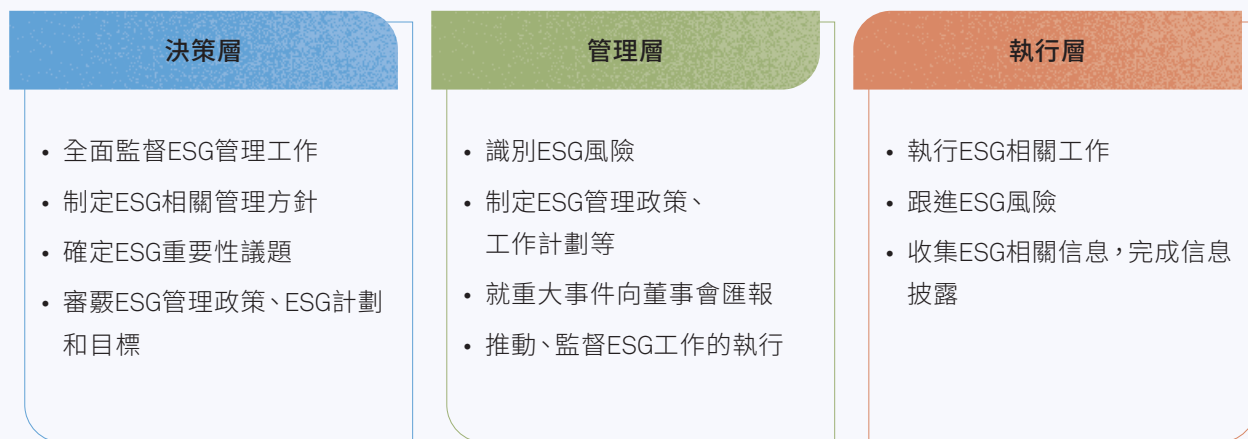 決策層
• 全面監督ESG管理工作
• 制定ESG相關管理方針
• 確定ESG重要性議題
• 審覈ESG管理政策、ESG計劃
和目標
管理層
• 識別ESG風險
• 制定ESG管理政策、
工作計劃等
• 就重大事件向董事會匯報
• 推動、監督ESG工作的執行
執行層
• 執行ESG相關工作
• 跟進ESG風險
• 收集ESG相關信息，完成信息
披露